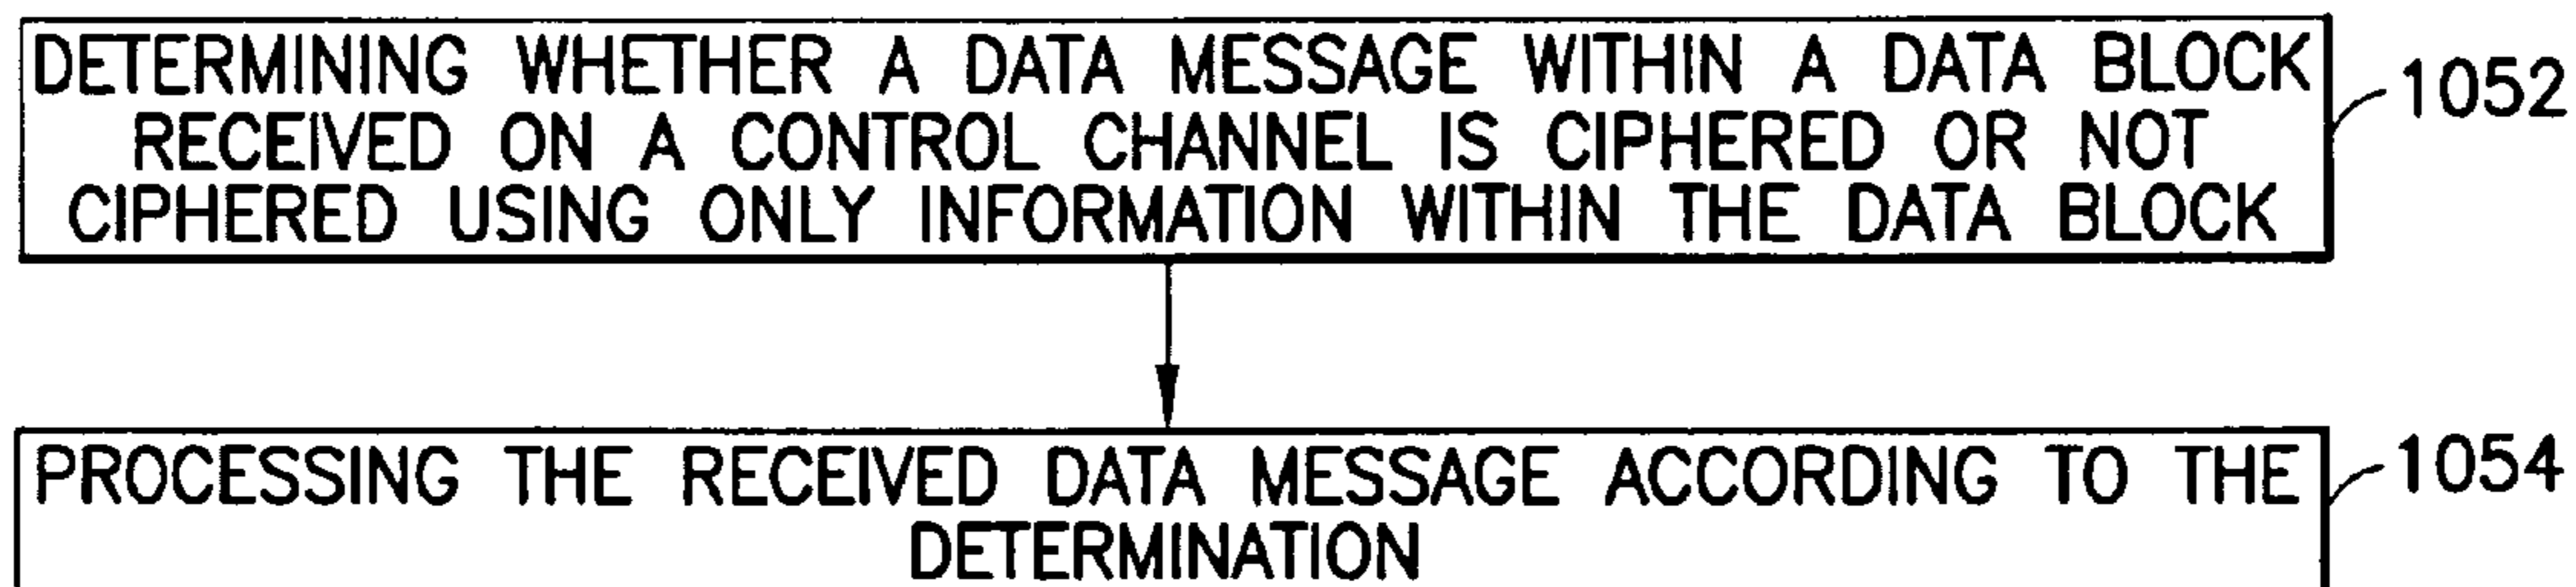 DETERMINING WHETHER A DATA MESSAGE WITHIN A DATA BLOCK
RECEIVED ON A CONTROL CHANNEL IS CIPHERED OR NOT
CIPHERED USING ONLY INFORMATION WITHIN THE DATA BLOCK
1052
PROCESSING THE RECEIVED DATA MESSAGE ACCORDING TO THE
DETERMINATION
1054